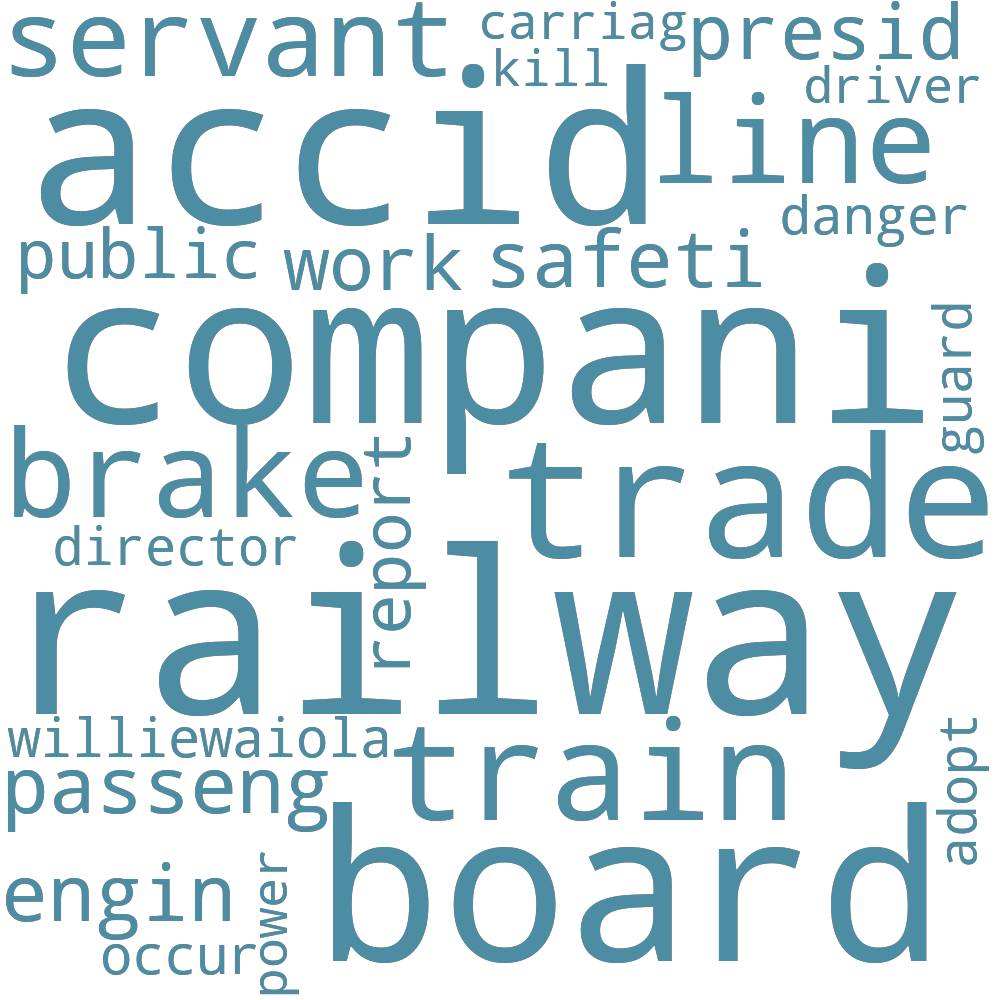 servant
carriag
presid
kill
driver
accid
line
danger
public
work
safeti
compani
guard
brake
report
trade
director
railway
williewaiola
train
adopt
passeng
board
engin
power
occur